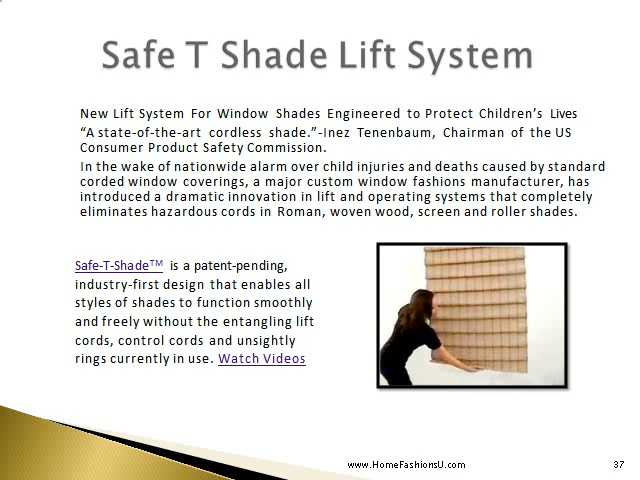 Safe T Shade Lift System
New Lift System For Window Shades Engineered to Protect Children’s Lives
“A state-of-the-art cordless shade.”-Inez Tenenbaum, Chairman of the US
Consumer Product Safety Commission.
In the wake of nationwide alarm over child injuries and deaths caused by standard
corded window coverings, a major custom window fashions manufacturer, has
introduced a dramatic innovation in lift and operating systems that completely
eliminates hazardous cords in Roman, woven wood, screen and roller shades.
Safe-T-Shade™ is a patent-pending,
industry-first design that enables all
styles of shades to function smoothly
and freely without the entangling lift
cords, control cords and unsightly
rings currently in use. Watch Videos
www.HomeFashionsU.com
37